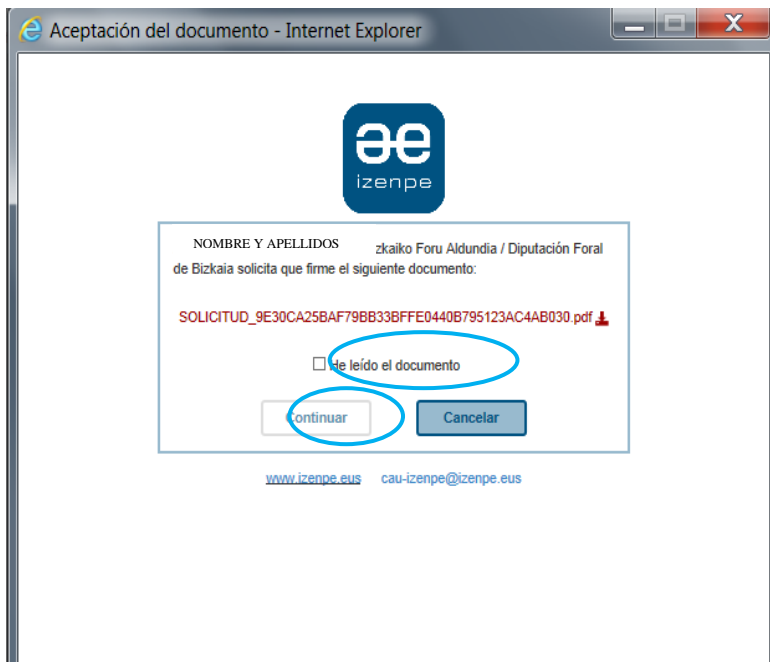 Aceptación del documento - Internet Explorer
X
izenpe
NOMBRE Y APELLIDOS zkaiko Foru Aldundia / Diputación Foral
de Bizkaia solicita que firme el siguiente documento:
SOLICITUD_9E30CA25BAF79BB33BFFE0440B795123AC4AB030.pdf
He leído el documento
Continuar Cancelar
www.izenpe.eus cau-izenpe@izenpe.eus